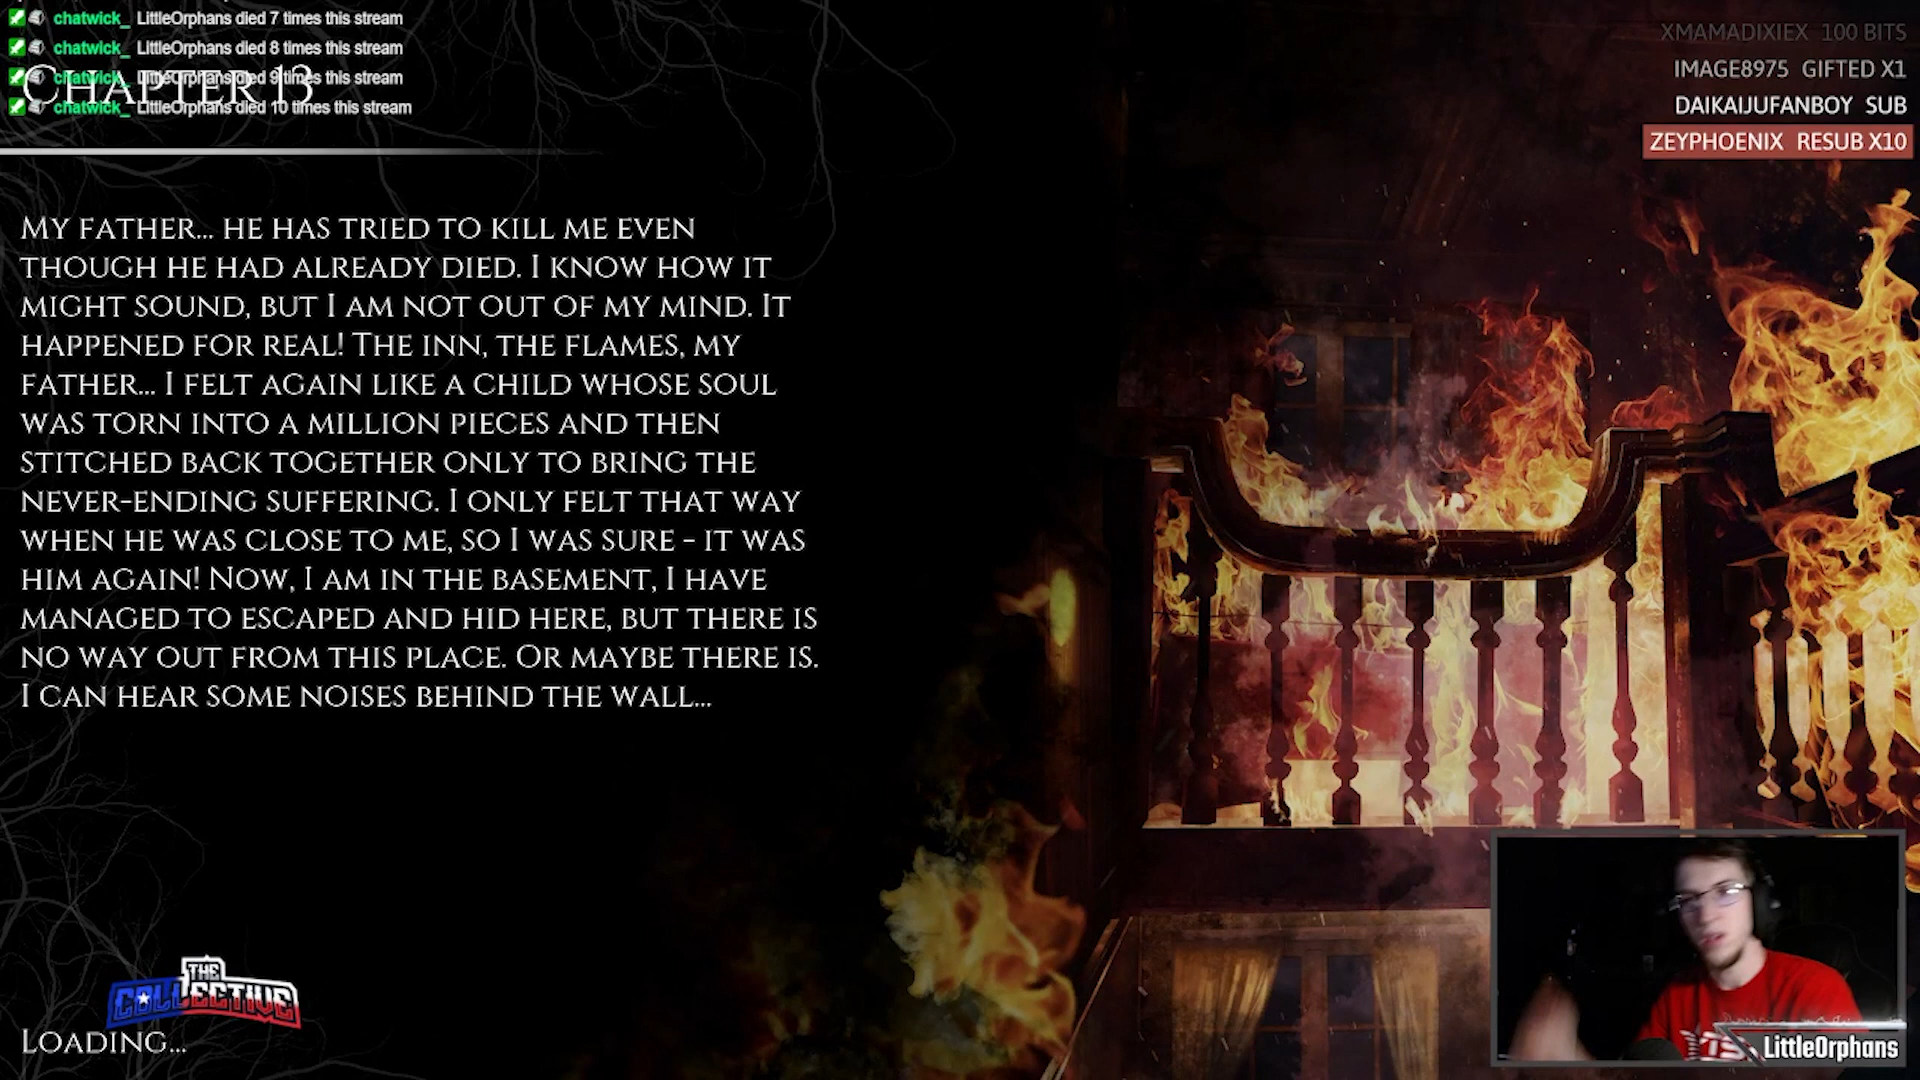 chatwick_ LittleOrphans died 7 times this stream
chatwick_ LittleOrphans died 8 times this stream
chatwick_ LittleOrphans died 9 times this stream
chatwick_ LittleOrphans died 10 times this stream
Chapter 13
XMAMADIXIEX 100 BITS
IMAGE8975 GIFTED X1
DAIKAIJUFANBOY SUB
ZEYPHOENIX RESUB X10
My father... he has tried to kill me even
though he had already died. I know how it
might sound, but I am not out of my mind. It
happened for real! The inn, the flames, my
father... I felt again like a child whose soul
was torn into a million pieces and then
stitched back together only to bring the
never-ending suffering. I only felt that way
when he was close to me, so I was sure - it was
him again! Now, I am in the basement, I have
managed to escaped and hid here, but there is
no way out from this place. Or maybe there is.
I can hear some noises behind the wall...
THE
COLLECTIVE
Loading...
LittleOrphans